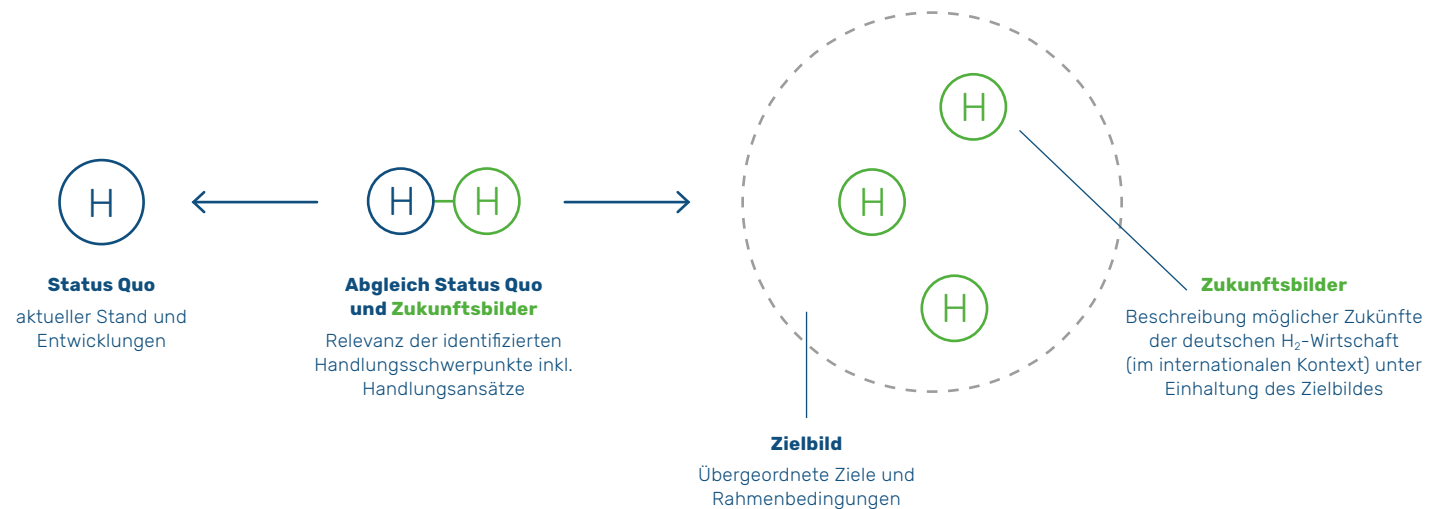 H
Status Quo
aktueller Stand und
Entwicklungen
H H
Abgleich Status Quo
und Zukunftsbilder
Relevanz der identifizierten
Handlungsschwerpunkte inkl.
Handlungsansätze
H
H
H
Zielbild
Übergeordnete Ziele und
Rahmenbedingungen
Zukunftsbilder
Beschreibung möglicher Zukünfte
der deutschen H₂-Wirtschaft
(im internationalen Kontext) unter
Einhaltung des Zielbildes